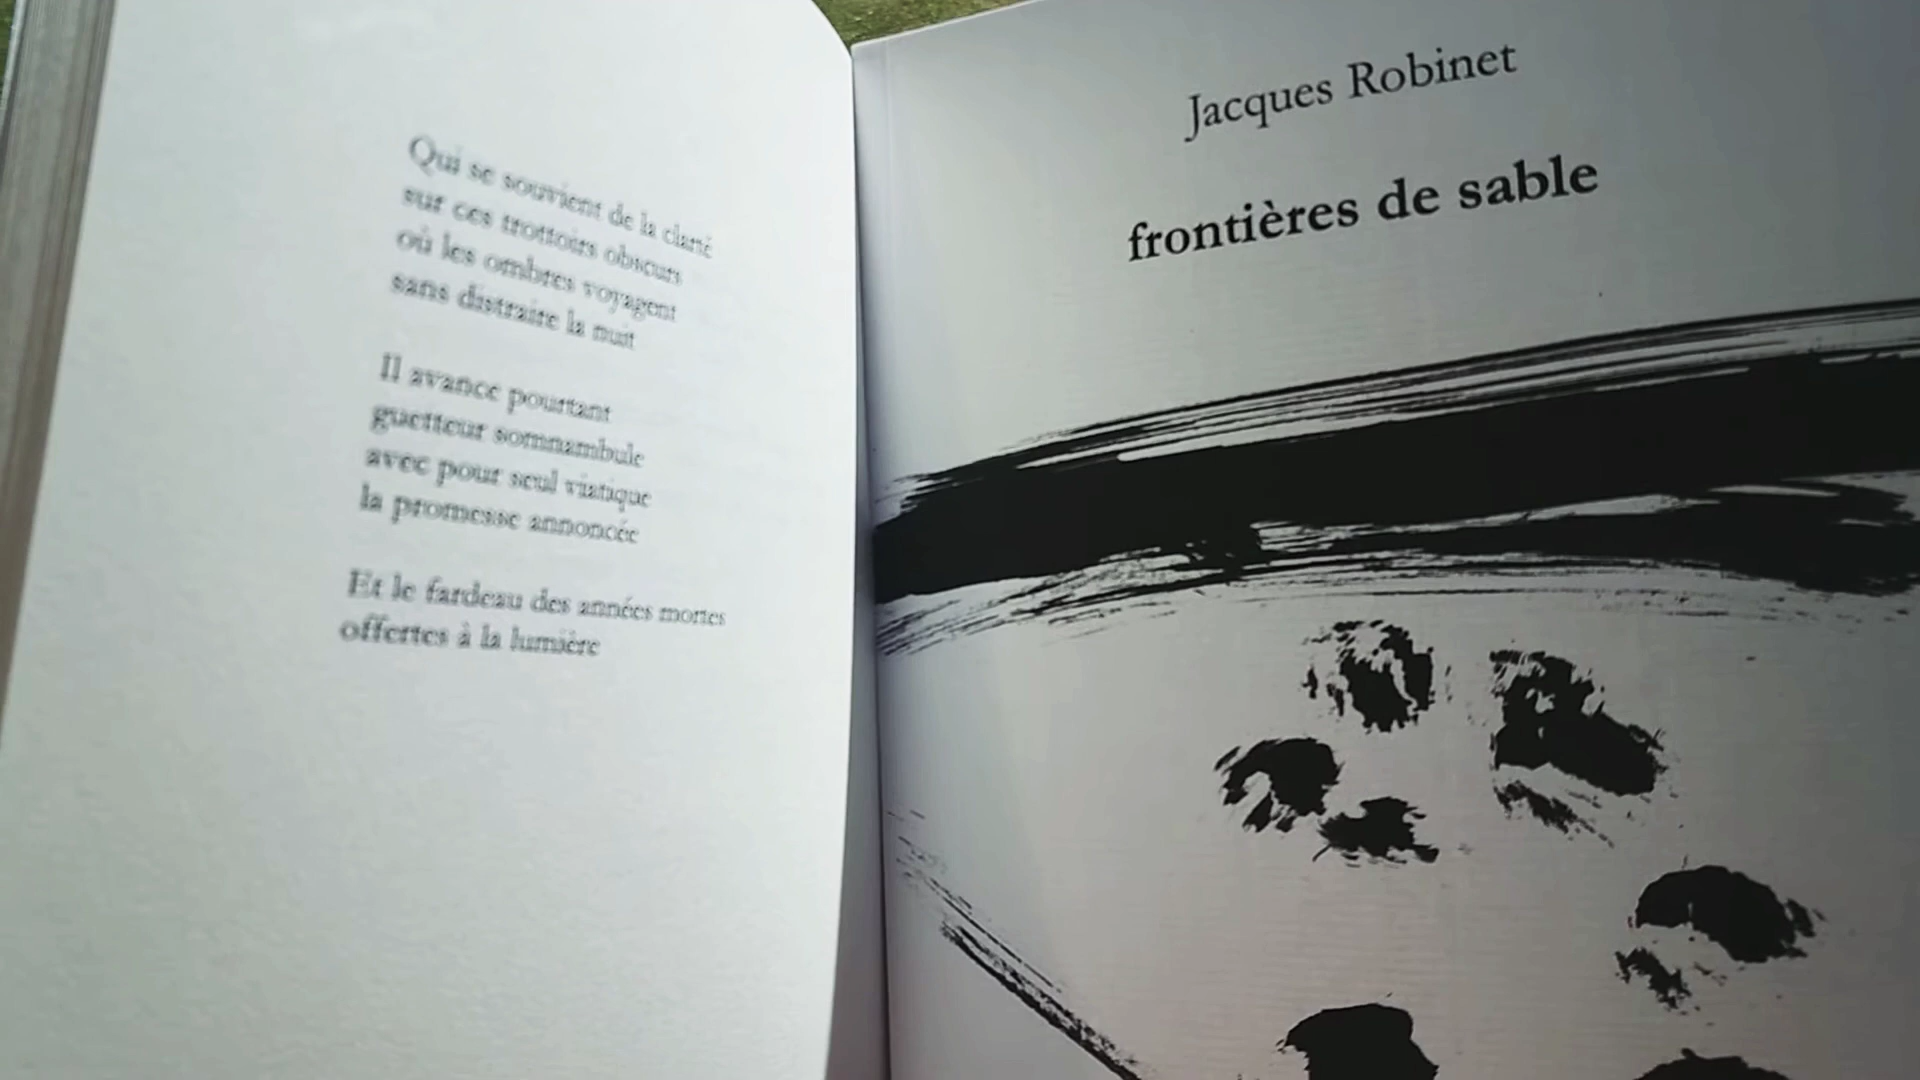 Qui se souvient de la clarté
sur ces trottoirs obscurs
où les ombres voyagent
sans distraire la nuit
Il avance pourtant
guetteur somnambule
avec pour seul viatique
la promesse annoncée
Et le fardeau des années mortes
offertes à la lumière
Jacques Robinet
frontières de sable